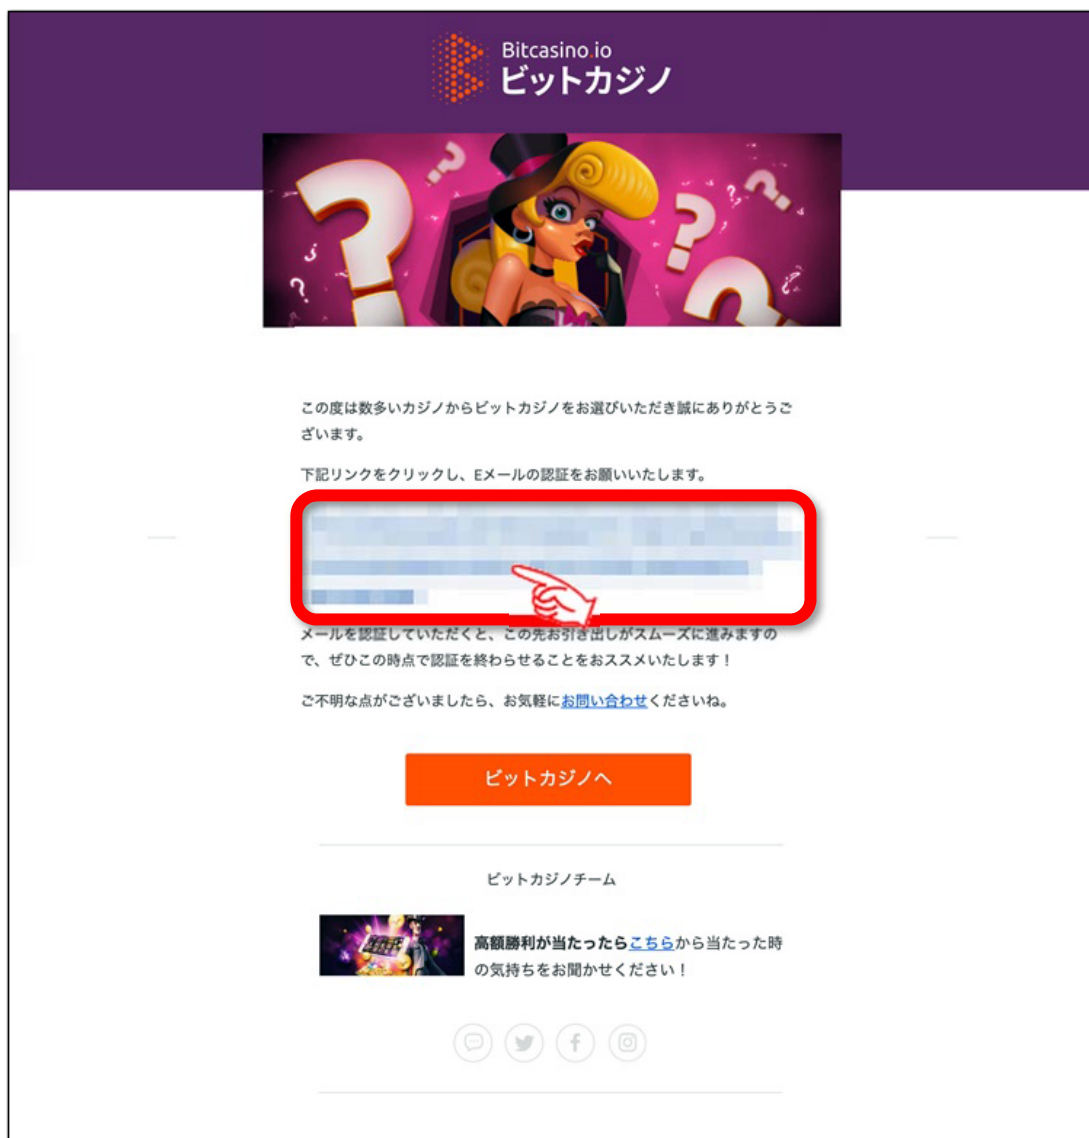 Bitcasino.io
ビットカジノ
この度は数多いカジノからビットカジノをお選びいただき誠にありがとうご
ざいます。
下記リンクをクリックし、Eメールの認証をお願いいたします。
メールを認証していただくと、この先お引き出しがスムーズに進みますの
で、ぜひこの時点で認証を終わらせることをおススメいたします！
ご不明な点がございましたら、お気軽にお問い合わせくださいね。
ビットカジノへ
ビットカジノチーム
高額勝利が当たったらこちらから当たった時
の気持ちをお聞かせください！